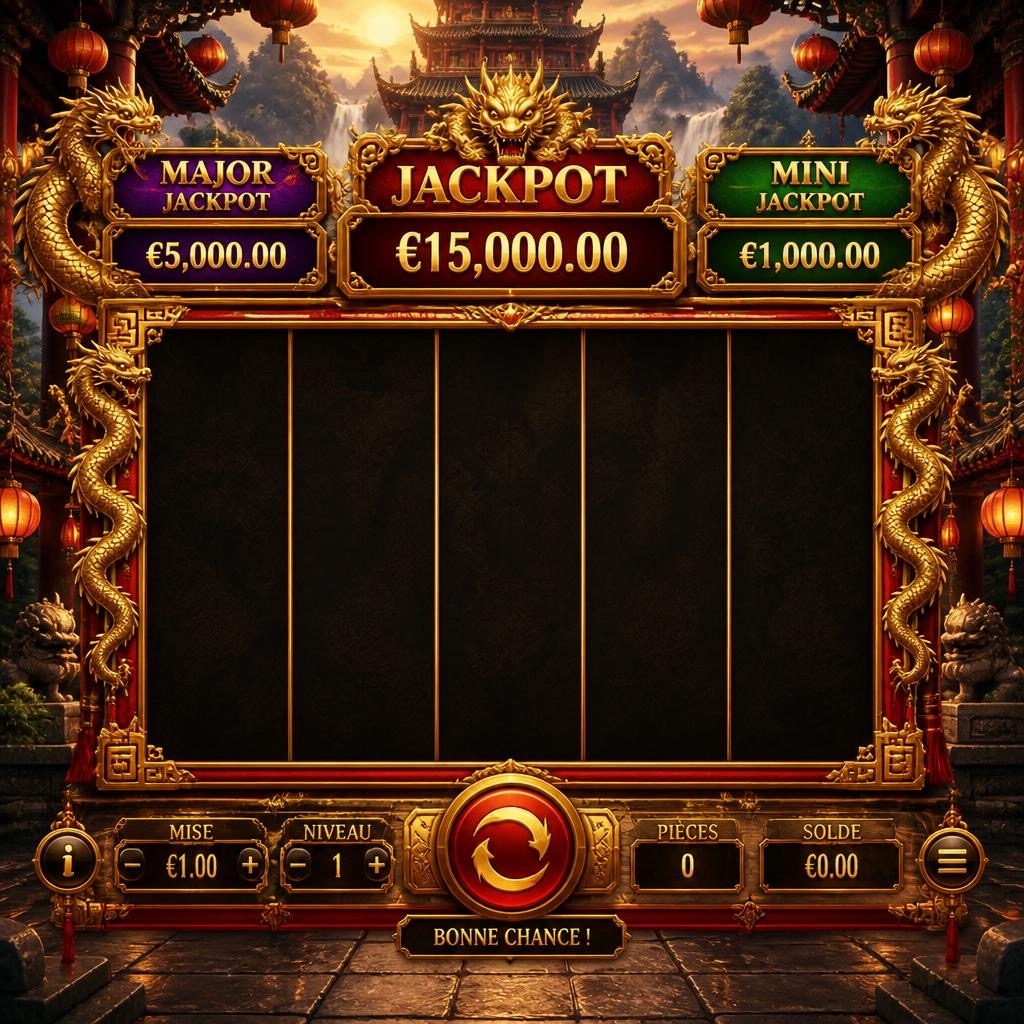 MAJOR
JACKPOT
€5,000.00
JACKPOT
€15,000.00
MINI
JACKPOT
€1,000.00
MISE
− €1.00 +
NIVEAU
− 1 +
PIÈCES
0
SOLDE
€0.00
i
BONNE CHANCE !